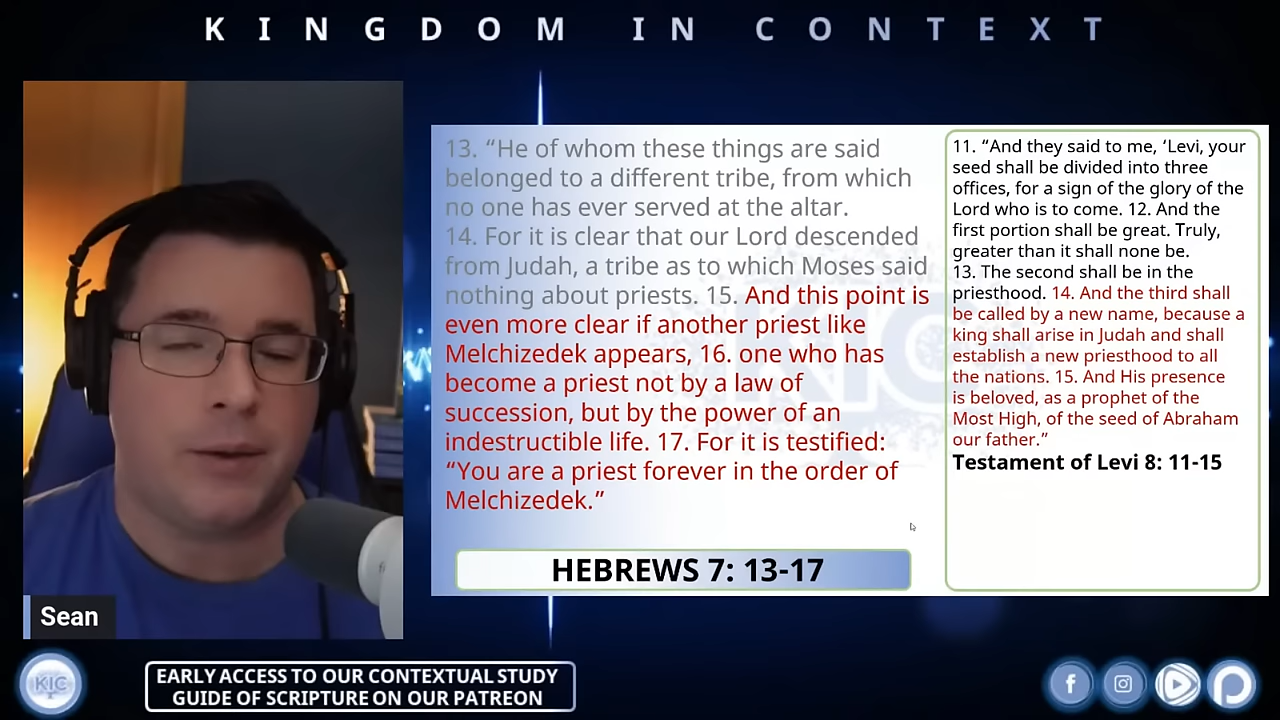 KINGDOM IN CONTEXT
13. “He of whom these things are said
belonged to a different tribe, from which
no one has ever served at the altar.
14. For it is clear that our Lord descended
from Judah, a tribe as to which Moses said
nothing about priests. 15. And this point is
even more clear if another priest like
Melchizedek appears, 16. one who has
become a priest not by a law of
succession, but by the power of an
indestructible life. 17. For it is testified:
“You are a priest forever in the order of
Melchizedek.”
HEBREWS 7: 13-17
11. “And they said to me, ‘Levi, your
seed shall be divided into three
offices, for a sign of the glory of the
Lord who is to come. 12. And the
first portion shall be great. Truly,
greater than it shall none be.
13. The second shall be in the
priesthood. 14. And the third shall
be called by a new name, because a
king shall arise in Judah and shall
establish a new priesthood to all
the nations. 15. And His presence
is beloved, as a prophet of the
Most High, of the seed of Abraham
our father.”
Testament of Levi 8: 11-15
Sean
KIC
EARLY ACCESS TO OUR CONTEXTUAL STUDY
GUIDE OF SCRIPTURE ON OUR PATREON